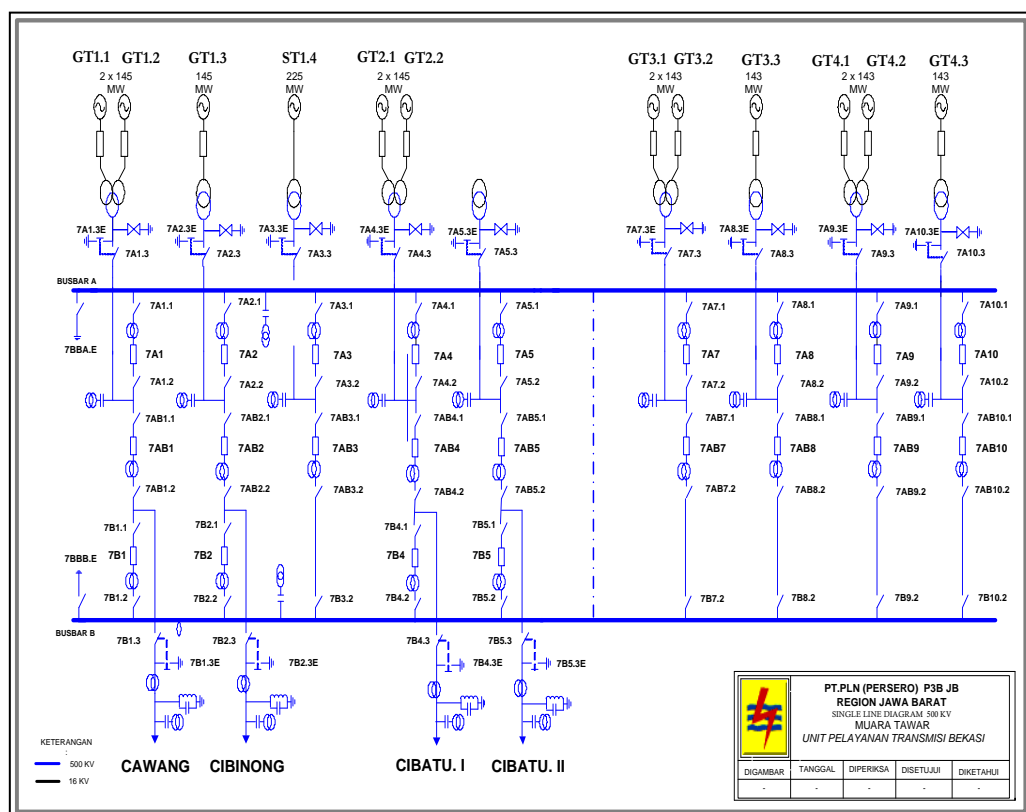 GT1.1 GT1.2 GT1.3 ST1.4 GT2.1 GT2.2 GT3.1 GT3.2 GT3.3 GT4.1 GT4.2 GT4.3
2 x 145 145 225 2 x 145 2 x 143 143 2 x 143 143
MW MW MW MW MW MW MW MW
7A1.3E 7A2.3E 7A3.3E 7A4.3E 7A5.3E 7A7.3E 7A8.3E 7A9.3E 7A10.3E
7A1.3 7A2.3 7A3.3 7A4.3 7A5.3 7A7.3 7A8.3 7A9.3 7A10.3
BUSBAR A
7A1.1 7A2.1 7A3.1 7A4.1 7A5.1 7A7.1 7A8.1 7A9.1 7A10.1
7BBA.E
7A1 7A2 7A3 7A4 7A5 7A7 7A8 7A9 7A10
7A1.2 7A2.2 7A3.2 7A4.2 7A5.2 7A7.2 7A8.2 7A9.2 7A10.2
7AB1.1 7AB2.1 7AB3.1 7AB4.1 7AB5.1 7AB7.1 7AB8.1 7AB9.1 7AB10.1
7AB1 7AB2 7AB3 7AB4 7AB5 7AB7 7AB8 7AB9 7AB10
7AB1.2 7AB2.2 7AB3.2 7AB4.2 7AB5.2 7AB7.2 7AB8.2 7AB9.2 7AB10.2
7B1.1 7B2.1 7B4.1 7B5.1
7BBB.E 7B1 7B2 7B4 7B5
7B1.2 7B2.2 7B3.2 7B4.2 7B5.2 7B7.2 7B8.2 7B9.2 7B10.2
BUSBAR B
7B1.3 7B2.3 7B4.3 7B5.3
7B1.3E 7B2.3E 7B4.3E 7B5.3E
KETERANGAN
:
500 KV
16 KV
CAWANG CIBINONG CIBATU. I CIBATU. II
PT.PLN (PERSERO) P3B JB
REGION JAWA BARAT
SINGLE LINE DIAGRAM 500 KV
MUARA TAWAR
UNIT PELAYANAN TRANSMISI BEKASI
DIGAMBAR TANGGAL DIPERIKSA DISETUJUI DIKETAHUI
- - - - -